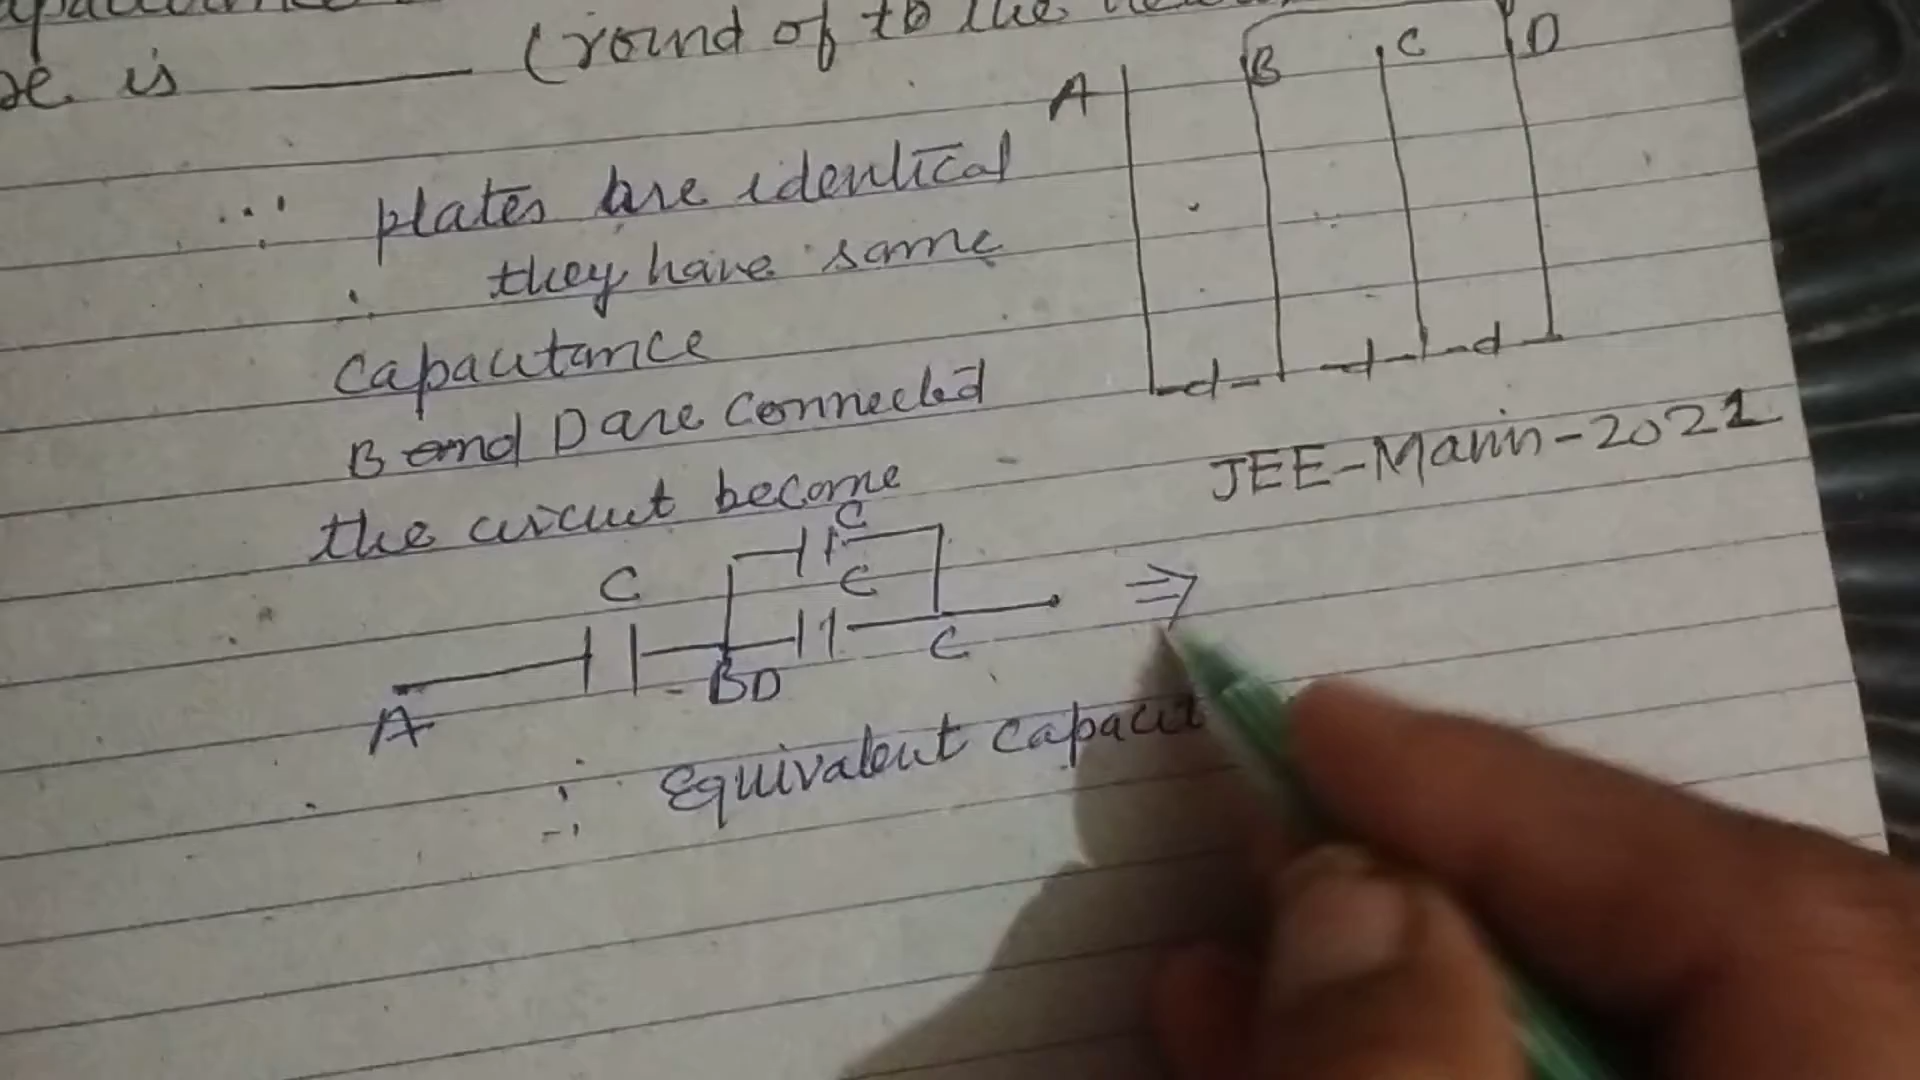 is ______ (round of to the
A B C D
∵ plates are identical
they have same
d d d
capacitance
B and D are connected
JEE-Main-2021
the circuit become
C
C C ⇒
C
BD
A
∴ Equivalent